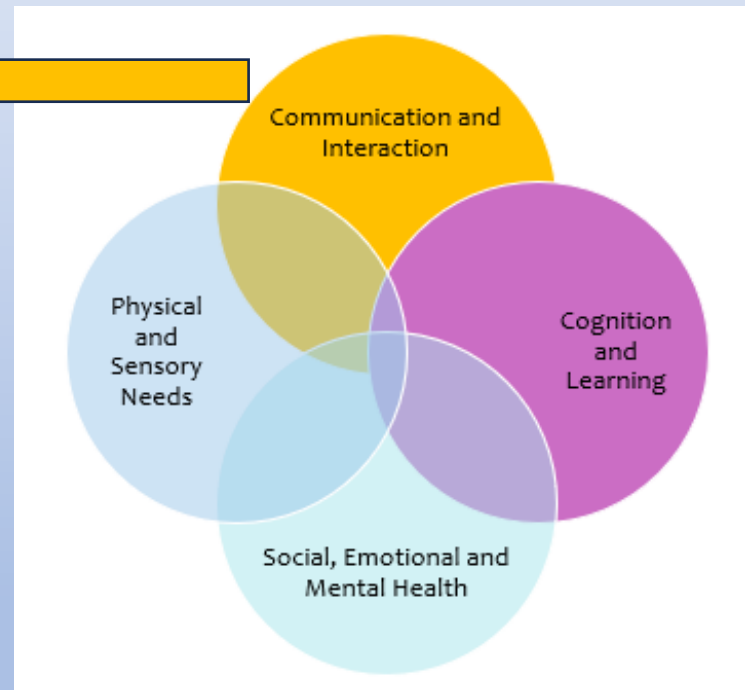 Communication and
Interaction
Physical
and
Sensory
Needs
Cognition
and
Learning
Social, Emotional and
Mental Health